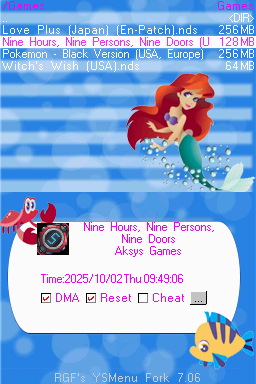 /Games Games
.. <DIR>
Love Plus (Japan) (En-Patch).nds 256MB
Nine Hours, Nine Persons, Nine Doors (U 128MB
Pokemon - Black Version (USA, Europe) 256MB
Witch's Wish (USA).nds 64MB
Nine Hours, Nine Persons,
Nine Doors
Aksys Games
Time:2025/10/02Thu 09:49:06
DMA Reset Cheat ...
RGF's YSMenu Fork 7.06